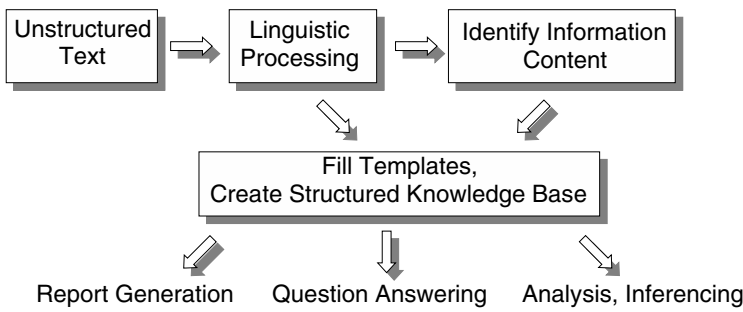 Unstructured
Text
Linguistic
Processing
Identify Information
Content
Fill Templates,
Create Structured Knowledge Base
Report Generation
Question Answering
Analysis, Inferencing